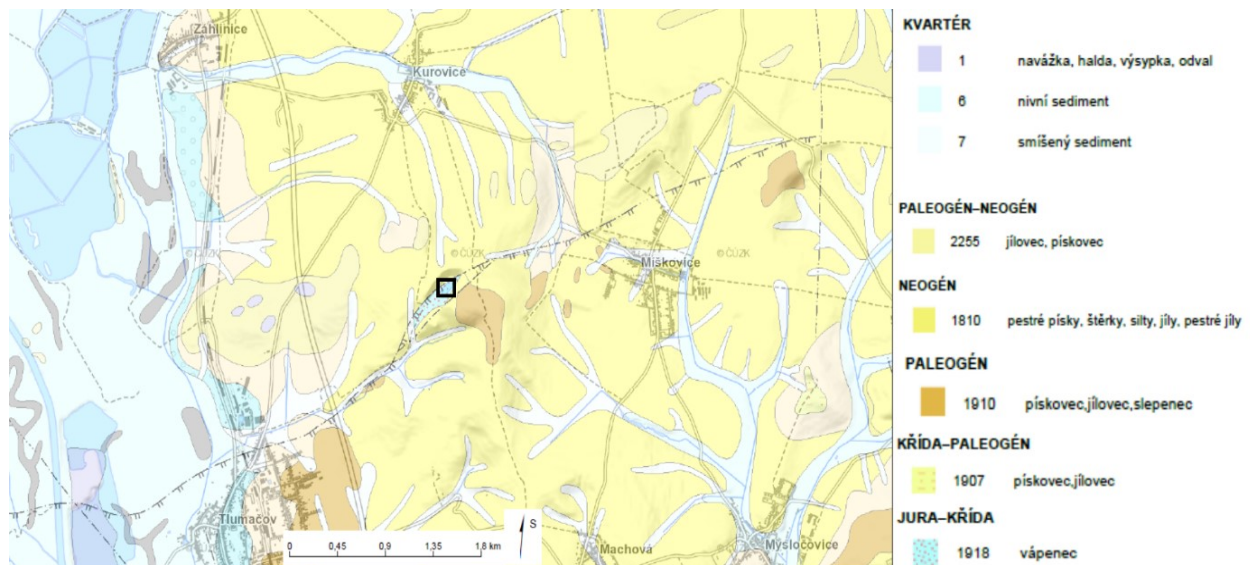 Záhlinice
Kurovice
© ČÚZK
© ČÚZK
Miškovice
Tlumačov
Machová
Mysločovice
0 0,45 0,9 1,35 1,8 km
S
KVARTÉR
1 navážka, halda, výsypka, odval
6 nivní sediment
7 smíšený sediment
PALEOGÉN–NEOGÉN
2255 jílovec, pískovec
NEOGÉN
1810 pestré písky, štěrky, silty, jíly, pestré jíly
PALEOGÉN
1910 pískovec,jílovec,slepenec
KŘÍDA–PALEOGÉN
1907 pískovec,jílovec
JURA–KŘÍDA
1918 vápenec